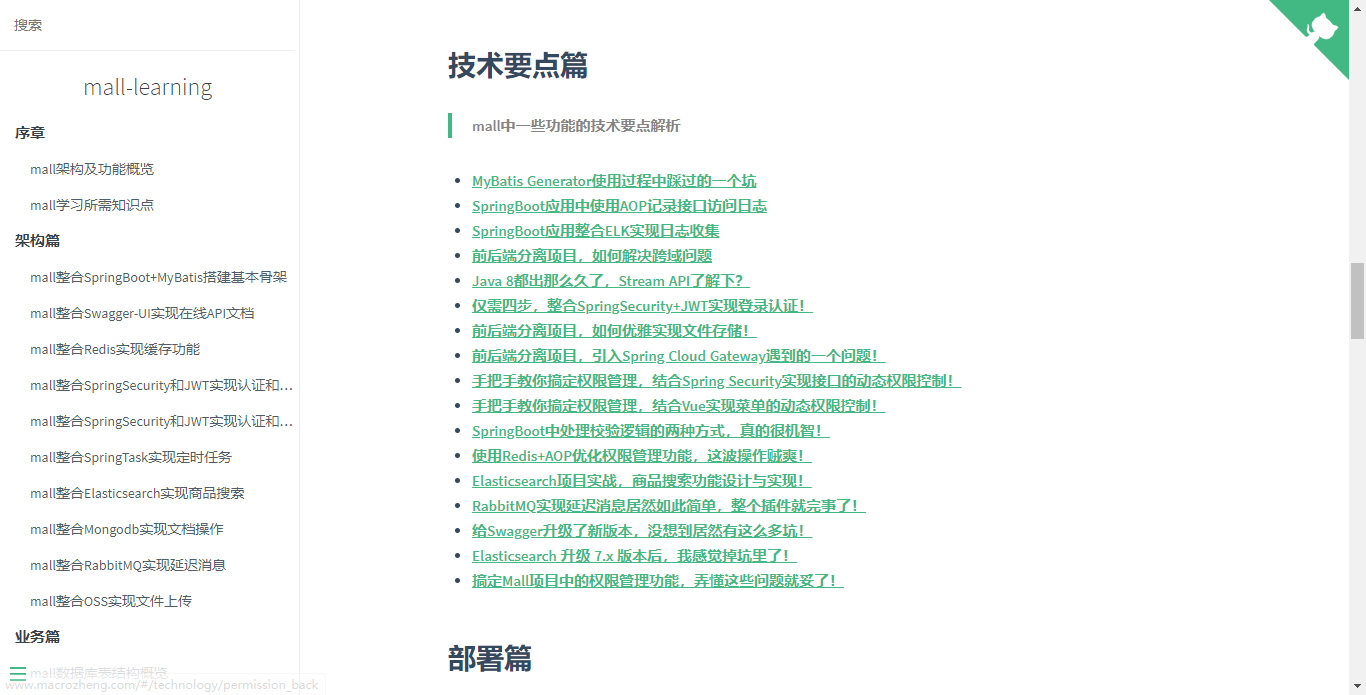 搜索
mall-learning
序章
mall架构及功能概览
mall学习所需知识点
架构篇
mall整合SpringBoot+MyBatis搭建基本骨架
mall整合Swagger-UI实现在线API文档
mall整合Redis实现缓存功能
mall整合SpringSecurity和JWT实现认证和…
mall整合SpringSecurity和JWT实现认证和…
mall整合SpringTask实现定时任务
mall整合Elasticsearch实现商品搜索
mall整合Mongodb实现文档操作
mall整合RabbitMQ实现延迟消息
mall整合OSS实现文件上传
业务篇
mall数据库表结构概览
www.macrozheng.com/#/technology/permission_back
技术要点篇
mall中一些功能的技术要点解析
MyBatis Generator使用过程中踩过的一个坑
SpringBoot应用中使用AOP记录接口访问日志
SpringBoot应用整合ELK实现日志收集
前后端分离项目，如何解决跨域问题
Java 8都出那么久了，Stream API了解下？
仅需四步，整合SpringSecurity+JWT实现登录认证！
前后端分离项目，如何优雅实现文件存储！
前后端分离项目，引入Spring Cloud Gateway遇到的一个问题！
手把手教你搞定权限管理，结合Spring Security实现接口的动态权限控制！
手把手教你搞定权限管理，结合Vue实现菜单的动态权限控制！
SpringBoot中处理校验逻辑的两种方式，真的很机智！
使用Redis+AOP优化权限管理功能，这波操作贼爽！
Elasticsearch项目实战，商品搜索功能设计与实现！
RabbitMQ实现延迟消息居然如此简单，整个插件就完事了！
给Swagger升级了新版本，没想到居然有这么多坑！
Elasticsearch 升级 7.x 版本后，我感觉掉坑里了！
搞定Mall项目中的权限管理功能，弄懂这些问题就妥了！
部署篇